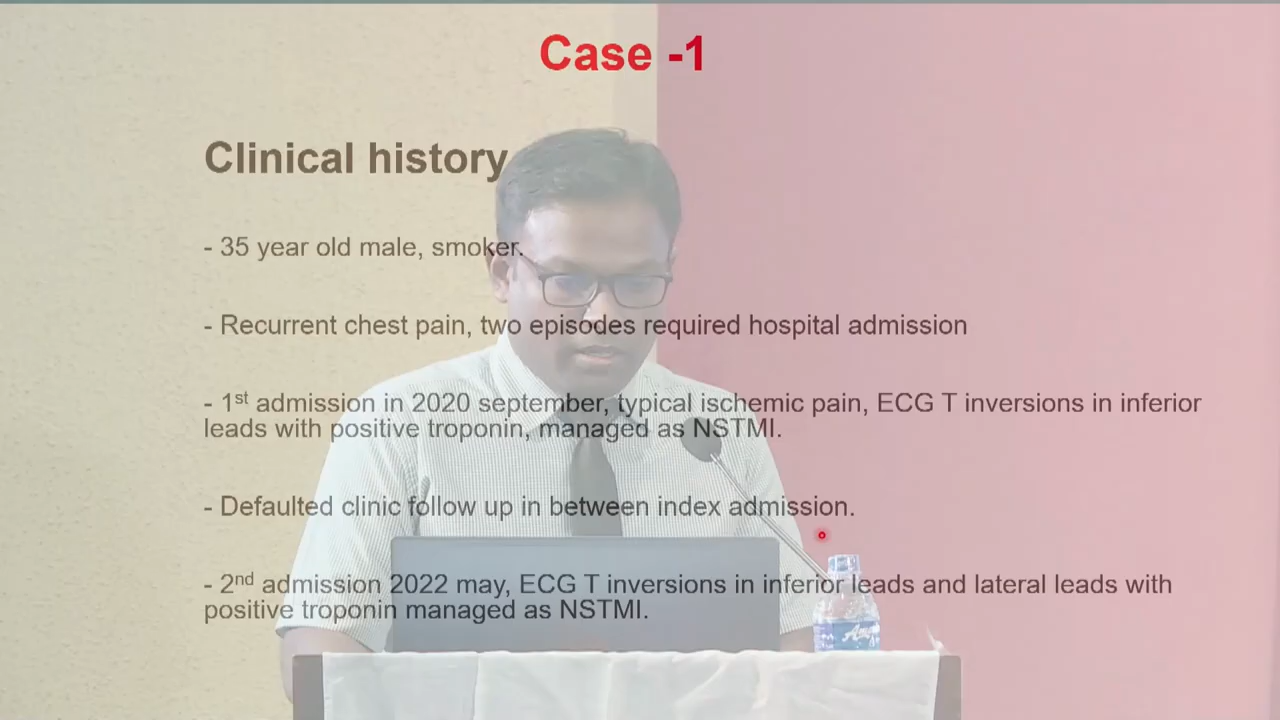 Case -1
Clinical history
- 35 year old male, smoker.
- Recurrent chest pain, two episodes required hospital admission
- 1st admission in 2020 september, typical ischemic pain, ECG T inversions in inferior
leads with positive troponin, managed as NSTMI.
- Defaulted clinic follow up in between index admission.
- 2nd admission 2022 may, ECG T inversions in inferior leads and lateral leads with
positive troponin managed as NSTMI.